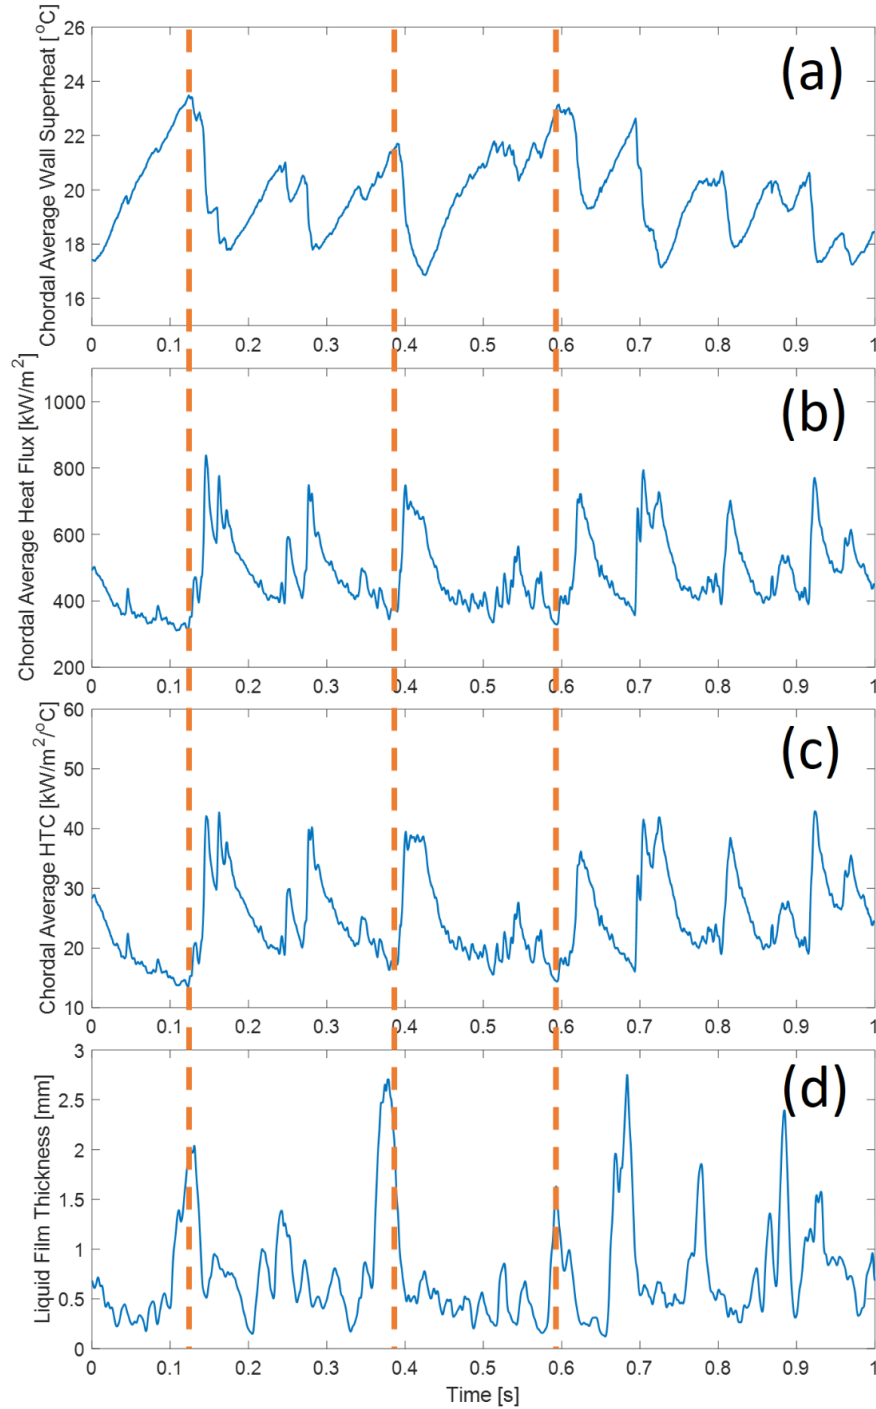 Chordal Average Wall Superheat [°C]
26
24
22
20
18
16
(a)
0 0.1 0.2 0.3 0.4 0.5 0.6 0.7 0.8 0.9 1
Chordal Average Heat Flux [kW/m²]
1000
800
600
400
200
(b)
0 0.1 0.2 0.3 0.4 0.5 0.6 0.7 0.8 0.9 1
Chordal Average HTC [kW/m²/°C]
60
50
40
30
20
10
(c)
0 0.1 0.2 0.3 0.4 0.5 0.6 0.7 0.8 0.9 1
Liquid Film Thickness [mm]
3
2.5
2
1.5
1
0.5
0
(d)
0 0.1 0.2 0.3 0.4 0.5 0.6 0.7 0.8 0.9 1
Time [s]